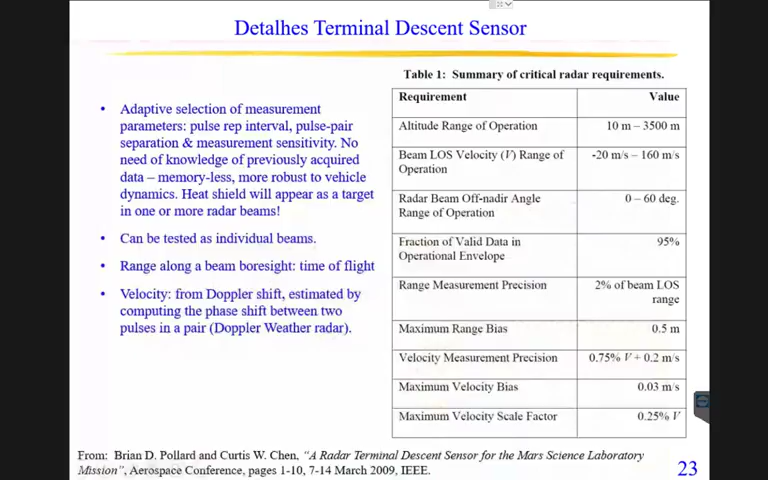 Detalhes Terminal Descent Sensor
• Adaptive selection of measurement
parameters: pulse rep interval, pulse-pair
separation & measurement sensitivity. No
need of knowledge of previously acquired
data – memory-less, more robust to vehicle
dynamics. Heat shield will appear as a target
in one or more radar beams!
• Can be tested as individual beams.
• Range along a beam boresight: time of flight
• Velocity: from Doppler shift, estimated by
computing the phase shift between two
pulses in a pair (Doppler Weather radar).
Table 1: Summary of critical radar requirements.
Requirement Value
Altitude Range of Operation 10 m – 3500 m
Beam LOS Velocity (V) Range of -20 m/s – 160 m/s
Operation
Radar Beam Off-nadir Angle 0 – 60 deg.
Range of Operation
Fraction of Valid Data in 95%
Operational Envelope
Range Measurement Precision 2% of beam LOS
range
Maximum Range Bias 0.5 m
Velocity Measurement Precision 0.75% V + 0.2 m/s
Maximum Velocity Bias 0.03 m/s
Maximum Velocity Scale Factor 0.25% V
From: Brian D. Pollard and Curtis W. Chen, "A Radar Terminal Descent Sensor for the Mars Science Laboratory
Mission", Aerospace Conference, pages 1-10, 7-14 March 2009, IEEE.
23